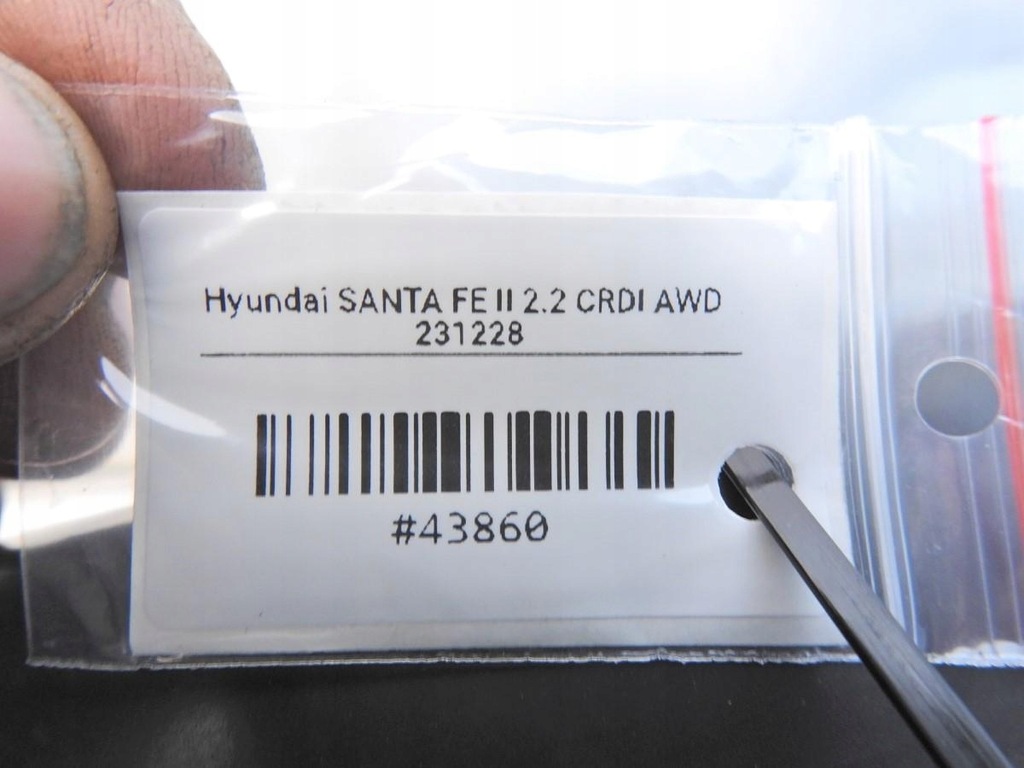 Hyundai SANTA FE II 2.2 CRDI AWD
231228
#43860